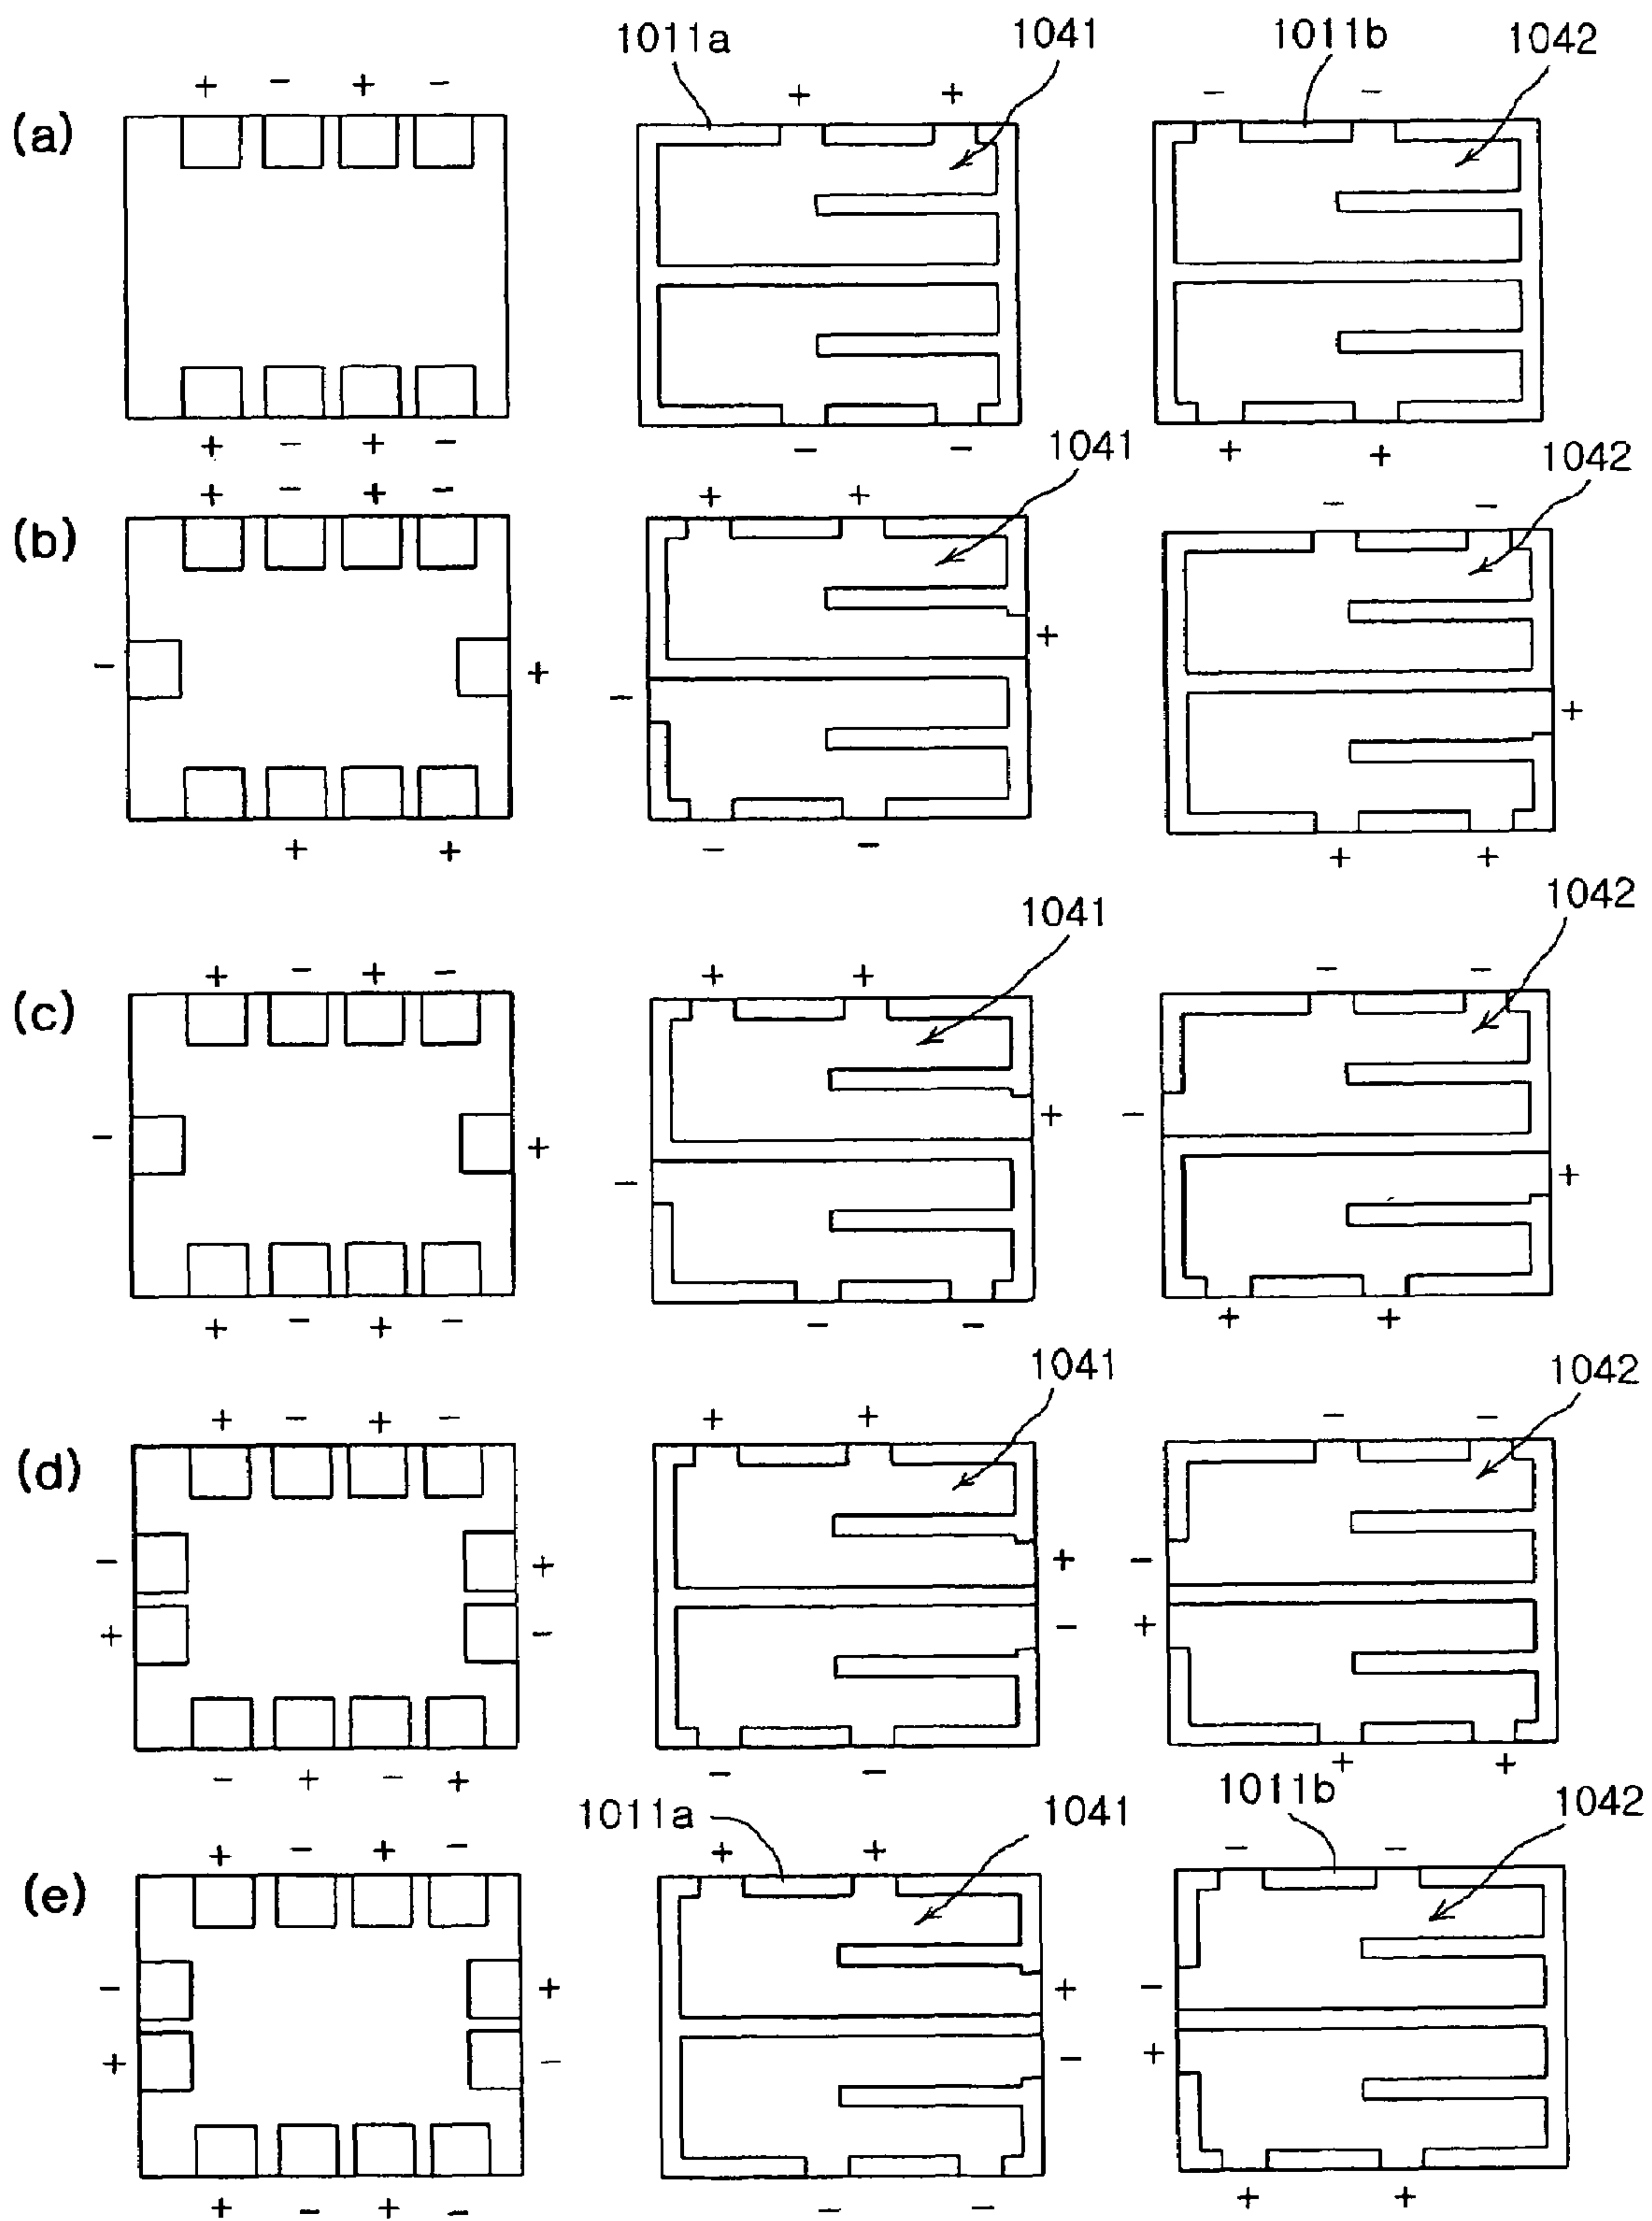 1011a 1041 1011b 1042
+ - + - + + - -
(a)
+ - + - - - + +
1041 1042
+ - + - + + - -
(b)
- + - + +
+ + - - + +
1041 1042
+ - + - + + - -
(c)
- + - + - +
+ - + - - - + +
1041 1042
+ - + - + + - -
(d)
- + + -
+ - - +
- + - + - - + +
1011a 1041 1011b 1042
+ - + - + + - -
(e)
- + + -
+ - - +
+ - + - - - + +